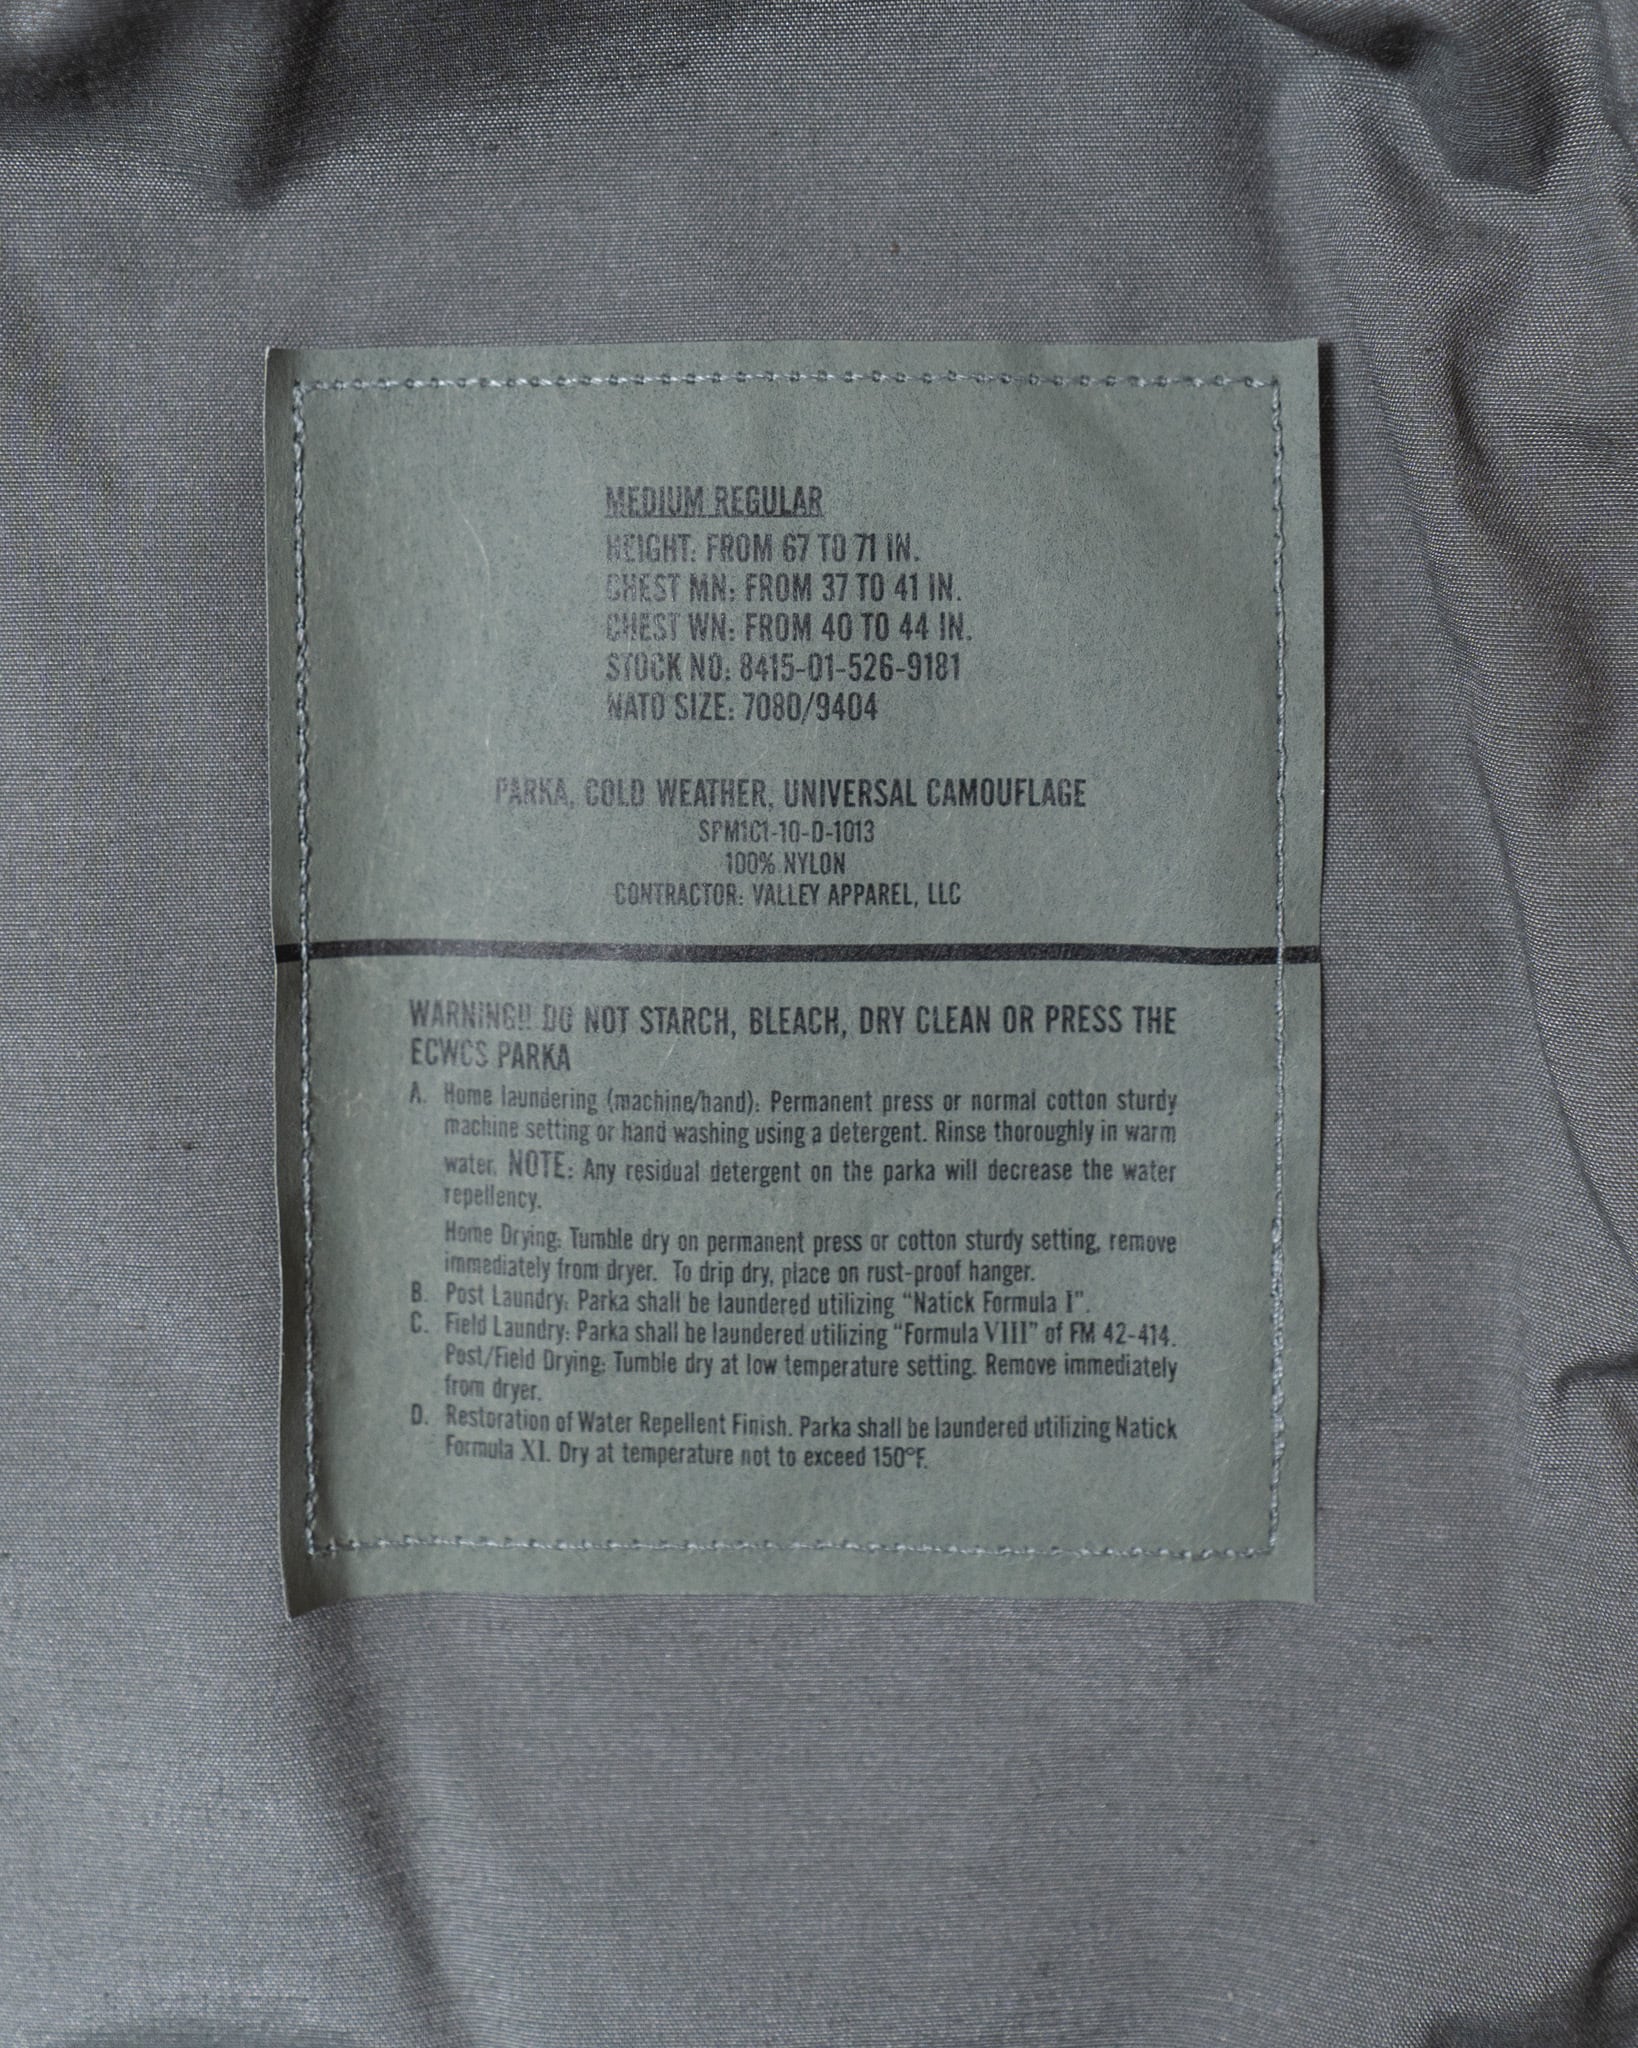 MEDIUM REGULAR
HEIGHT: FROM 67 TO 71 IN.
CHEST MN: FROM 37 TO 41 IN.
CHEST WN: FROM 40 TO 44 IN.
STOCK NO: 8415-01-526-9181
NATO SIZE: 7080/9404
PARKA, COLD WEATHER, UNIVERSAL CAMOUFLAGE
SPM1C1-10-D-1013
100% NYLON
CONTRACTOR: VALLEY APPAREL, LLC
WARNING!! DO NOT STARCH, BLEACH, DRY CLEAN OR PRESS THE
ECWCS PARKA
A. Home laundering (machine/hand): Permanent press or normal cotton sturdy
machine setting or hand washing using a detergent. Rinse thoroughly in warm
water. NOTE: Any residual detergent on the parka will decrease the water
repellency.
Home Drying: Tumble dry on permanent press or cotton sturdy setting, remove
immediately from dryer. To drip dry, place on rust-proof hanger.
B. Post Laundry: Parka shall be laundered utilizing “Natick Formula I”.
C. Field Laundry: Parka shall be laundered utilizing “Formula VIII” of FM 42-414.
Post/Field Drying: Tumble dry at low temperature setting. Remove immediately
from dryer.
D. Restoration of Water Repellent Finish. Parka shall be laundered utilizing Natick
Formula XI. Dry at temperature not to exceed 150°F.